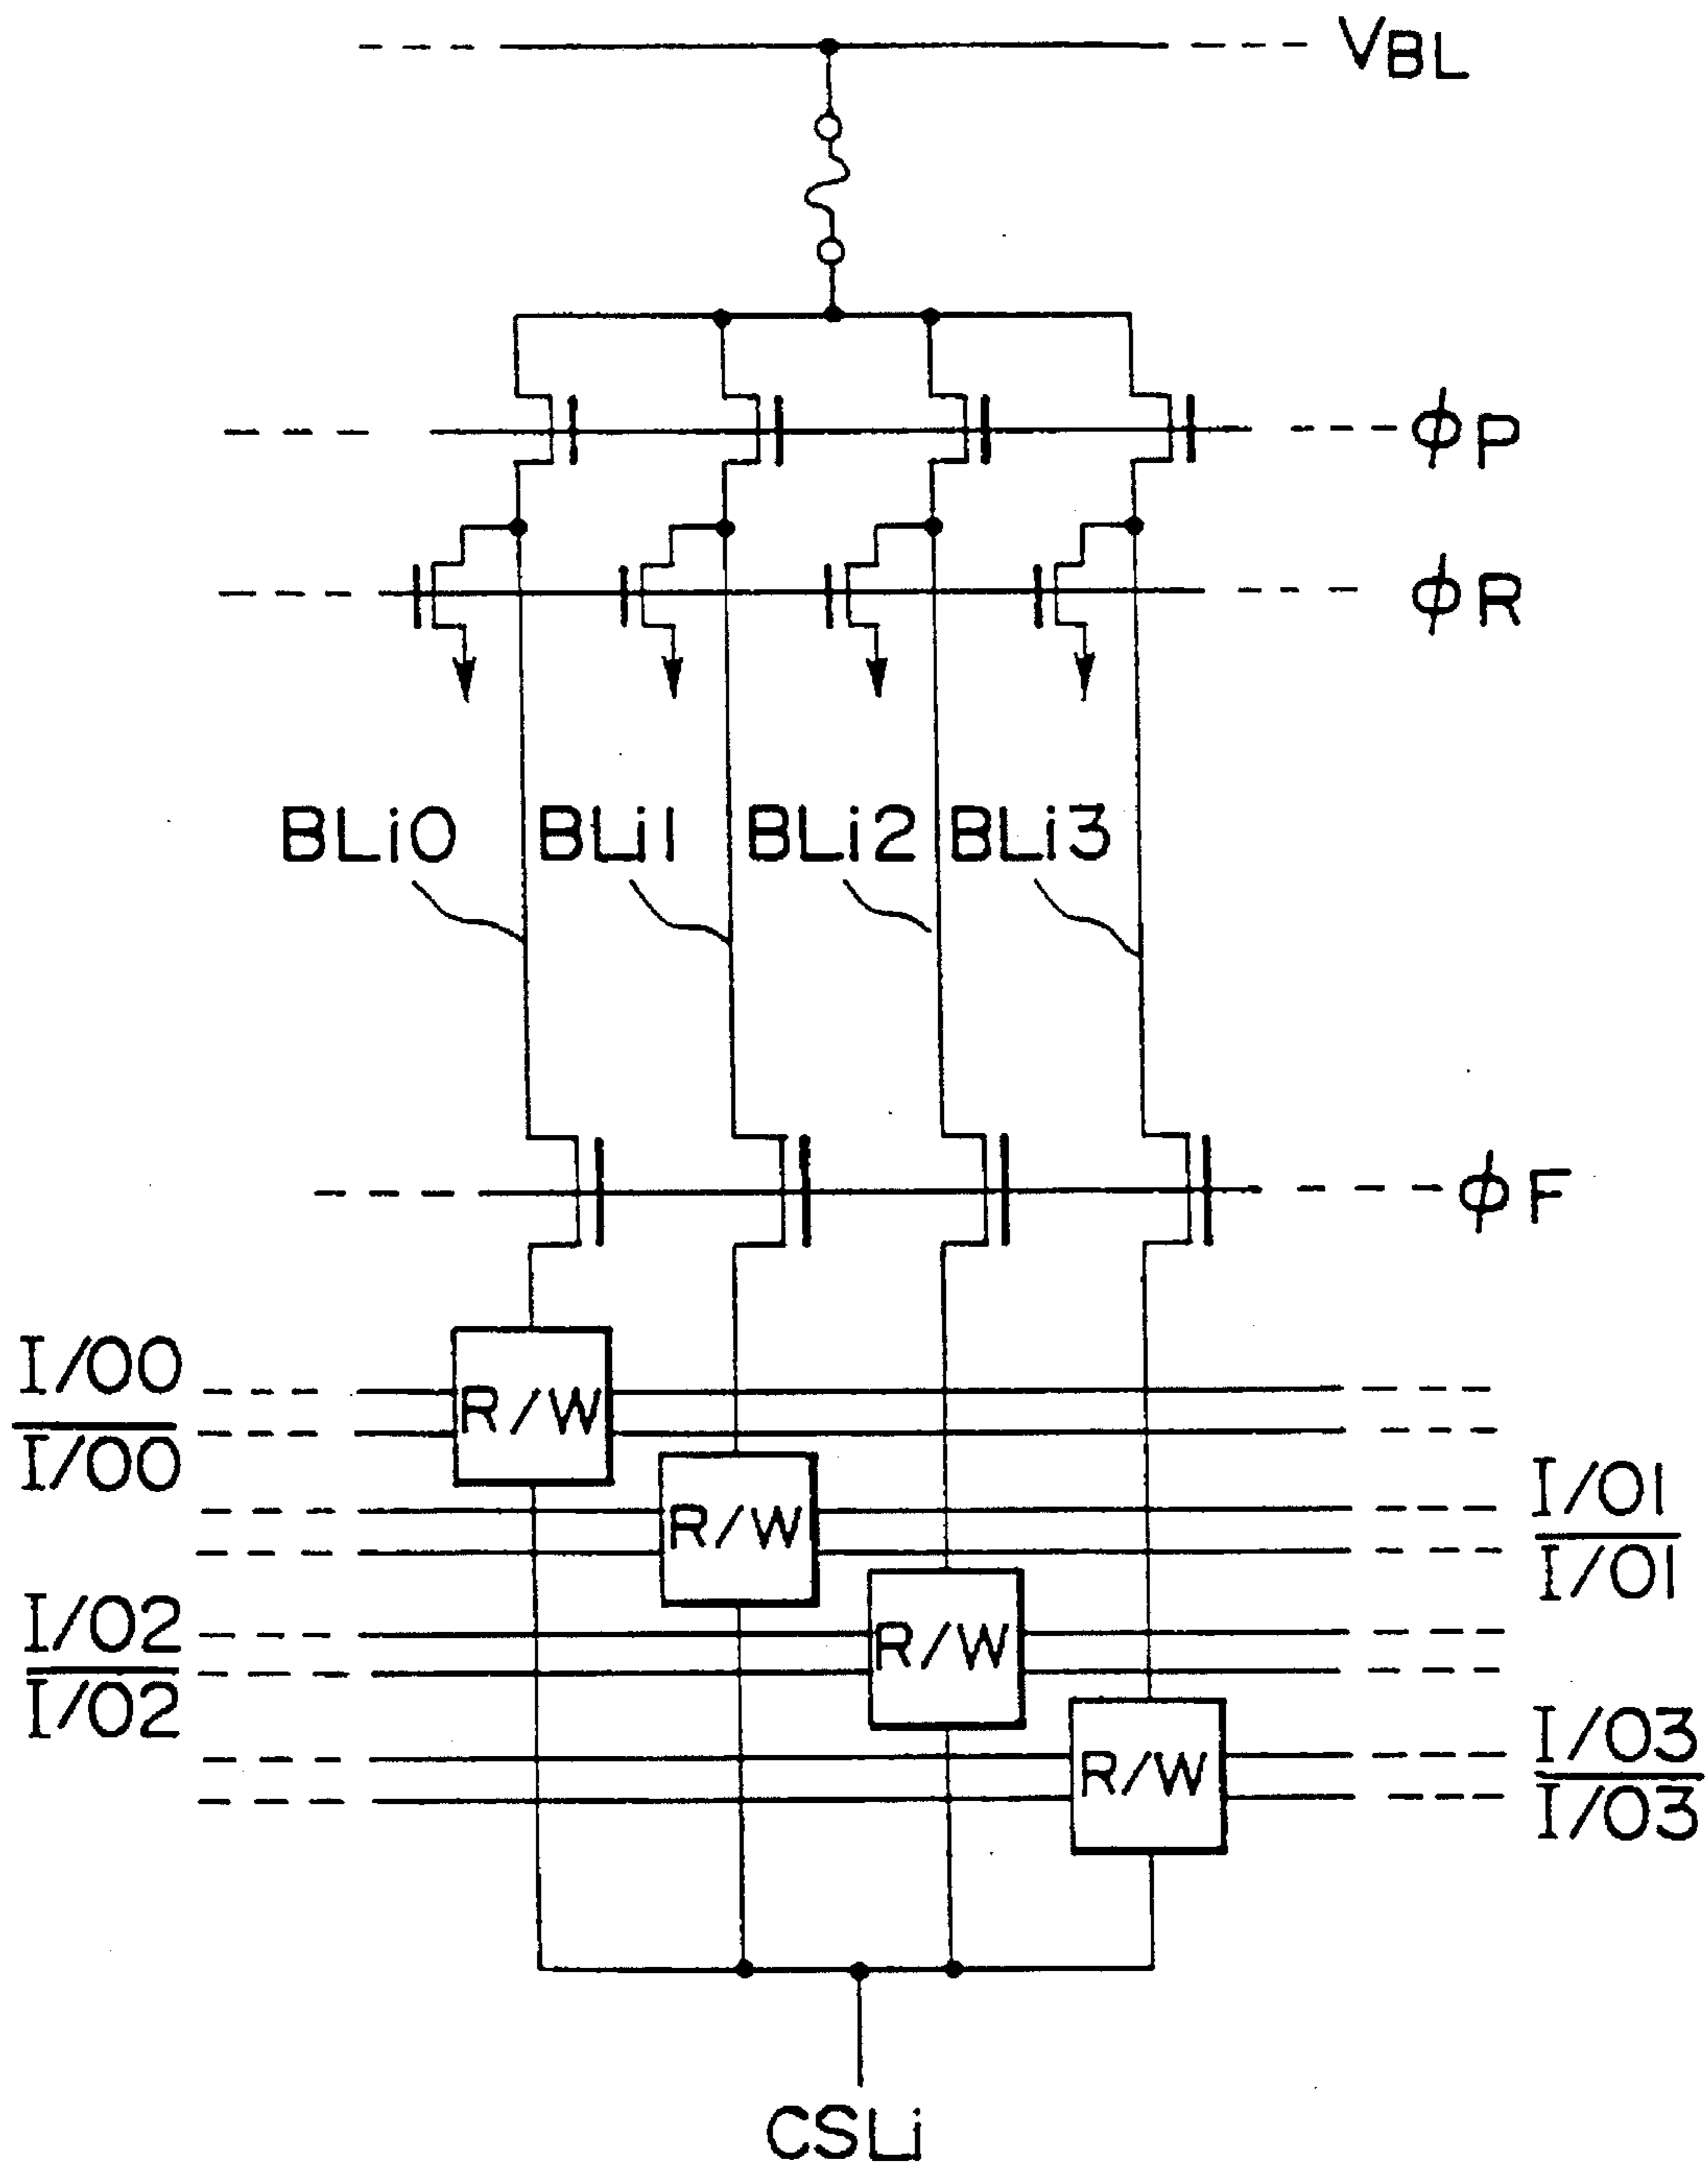 VBL
ϕP
ϕR
BLi0 BLi1 BLi2 BLi3
ϕF
I/O0
I/O0
R/W
I/O1
I/O1
R/W
I/O2
I/O2
R/W
I/O3
I/O3
R/W
CSLi